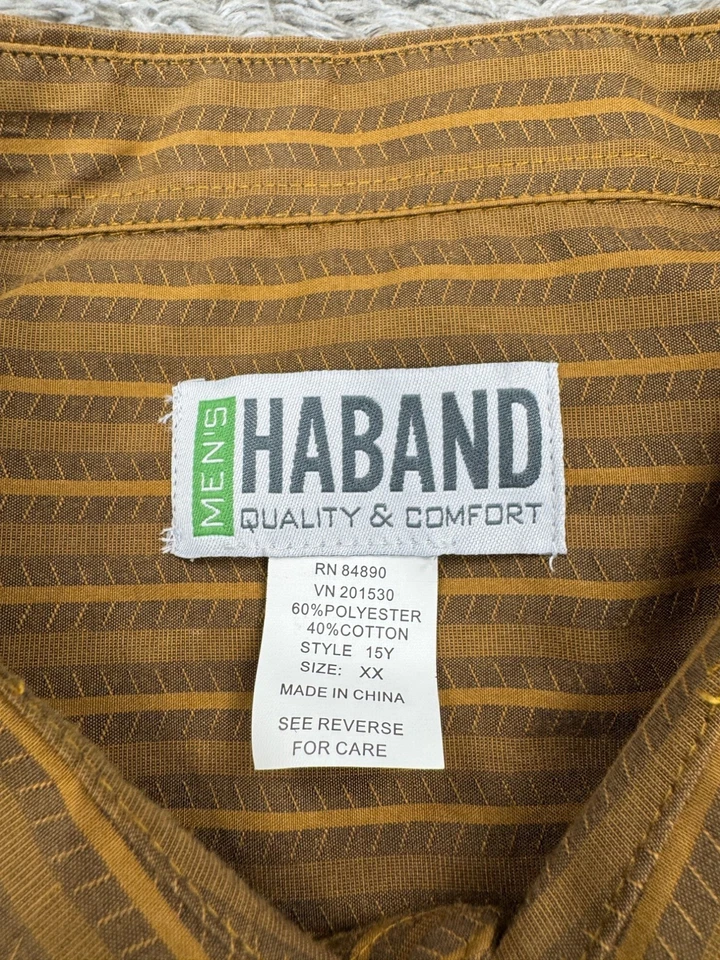 MEN'S
HABAND
QUALITY & COMFORT
RN 84890
VN 201530
60%POLYESTER
40%COTTON
STYLE 15Y
SIZE: XX
MADE IN CHINA
SEE REVERSE
FOR CARE